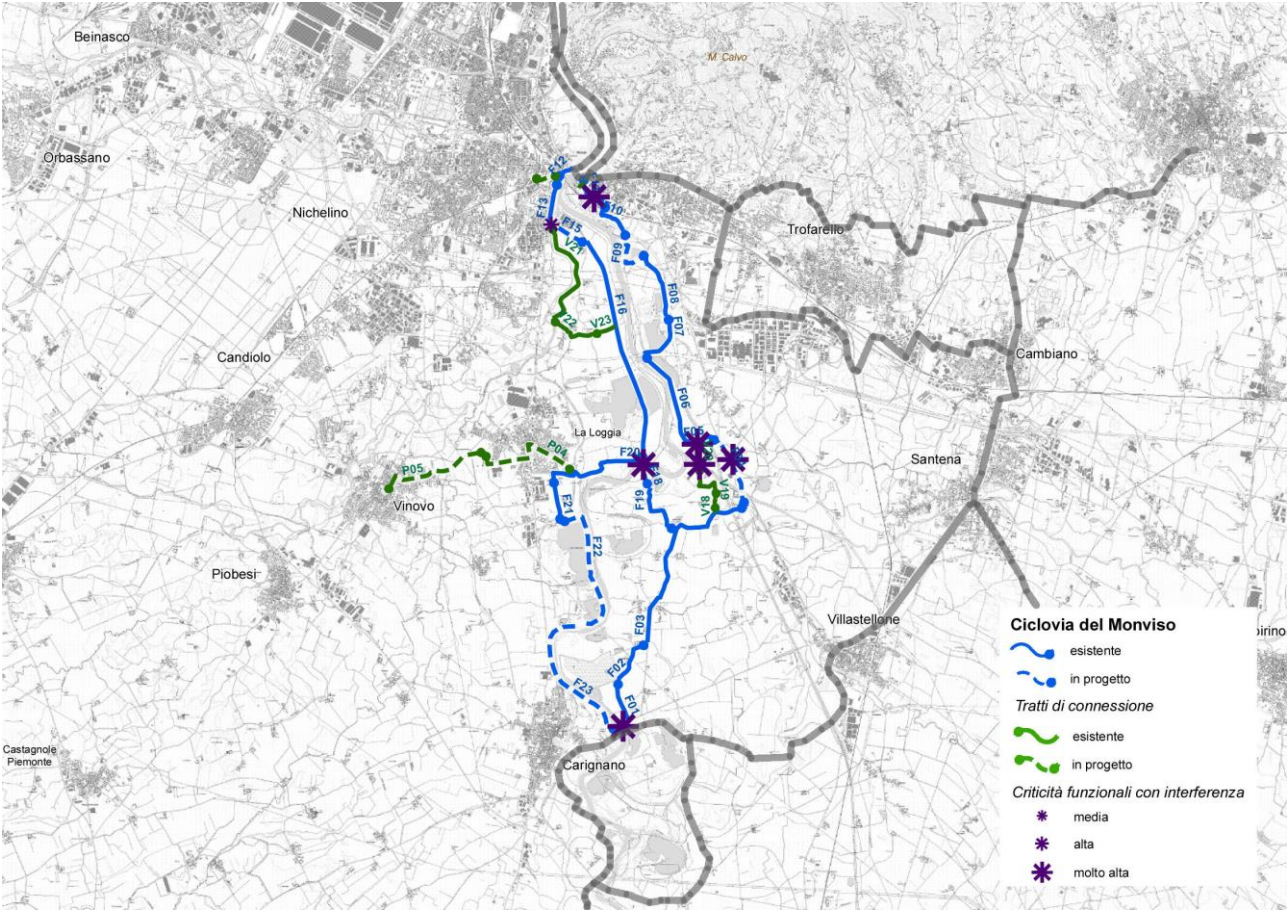 Beinasco
M. Calvo
Orbassano
F12
Nichelino
F13
F10
F15
F09
Trofarello
V21
F16
F08
F07
V23
Candiolo
Cambiano
F06
La Loggia
F05
P04
F20
Santena
P05
Vinovo
F19
V19
V18
F21
F22
Piobesi
F03
Villastellone
F02
F23
F01
Carignano
Castagnole
Piemonte
Ciclovia del Monviso
esistente
in progetto
Tratti di connessione
esistente
in progetto
Criticità funzionali con interferenza
media
alta
molto alta